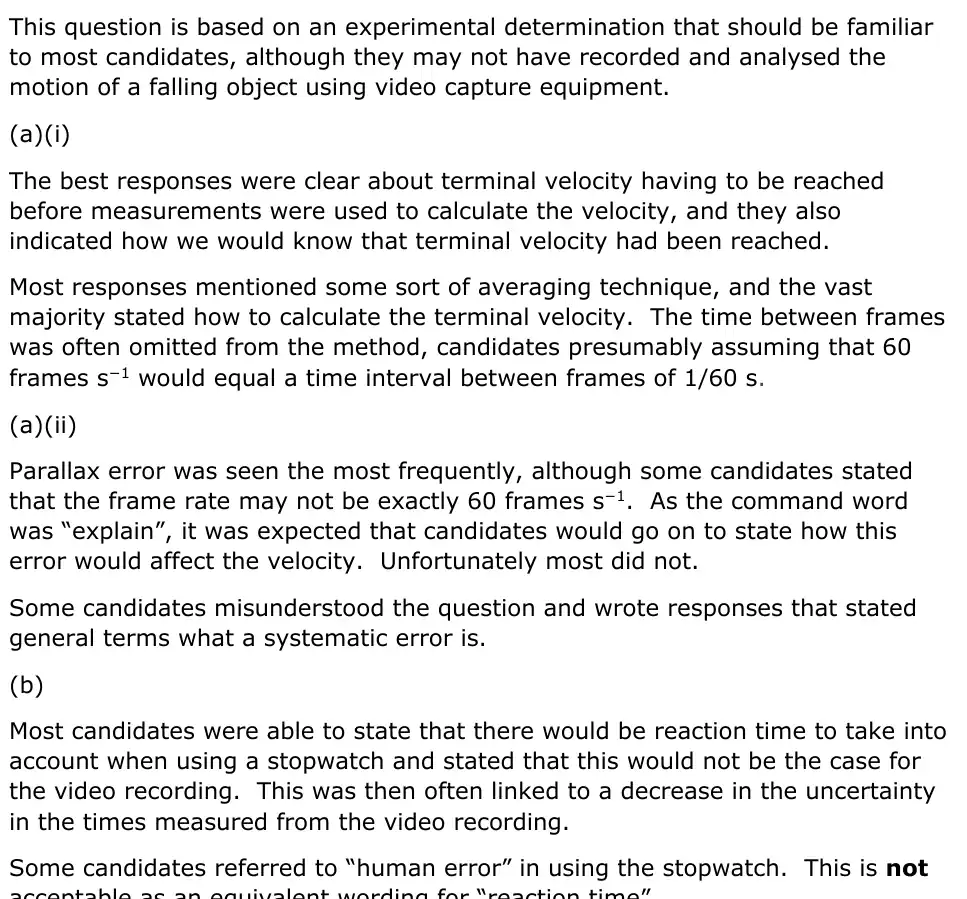 This question is based on an experimental determination that should be familiar
to most candidates, although they may not have recorded and analysed the
motion of a falling object using video capture equipment.
(a)(i)
The best responses were clear about terminal velocity having to be reached
before measurements were used to calculate the velocity, and they also
indicated how we would know that terminal velocity had been reached.
Most responses mentioned some sort of averaging technique, and the vast
majority stated how to calculate the terminal velocity.  The time between frames
was often omitted from the method, candidates presumably assuming that 60
frames s⁻¹ would equal a time interval between frames of 1/60 s.
(a)(ii)
Parallax error was seen the most frequently, although some candidates stated
that the frame rate may not be exactly 60 frames s⁻¹.  As the command word
was “explain”, it was expected that candidates would go on to state how this
error would affect the velocity.  Unfortunately most did not.
Some candidates misunderstood the question and wrote responses that stated
general terms what a systematic error is.
(b)
Most candidates were able to state that there would be reaction time to take into
account when using a stopwatch and stated that this would not be the case for
the video recording.  This was then often linked to a decrease in the uncertainty
in the times measured from the video recording.
Some candidates referred to “human error” in using the stopwatch.  This is not
acceptable as an equivalent wording for “reaction time”